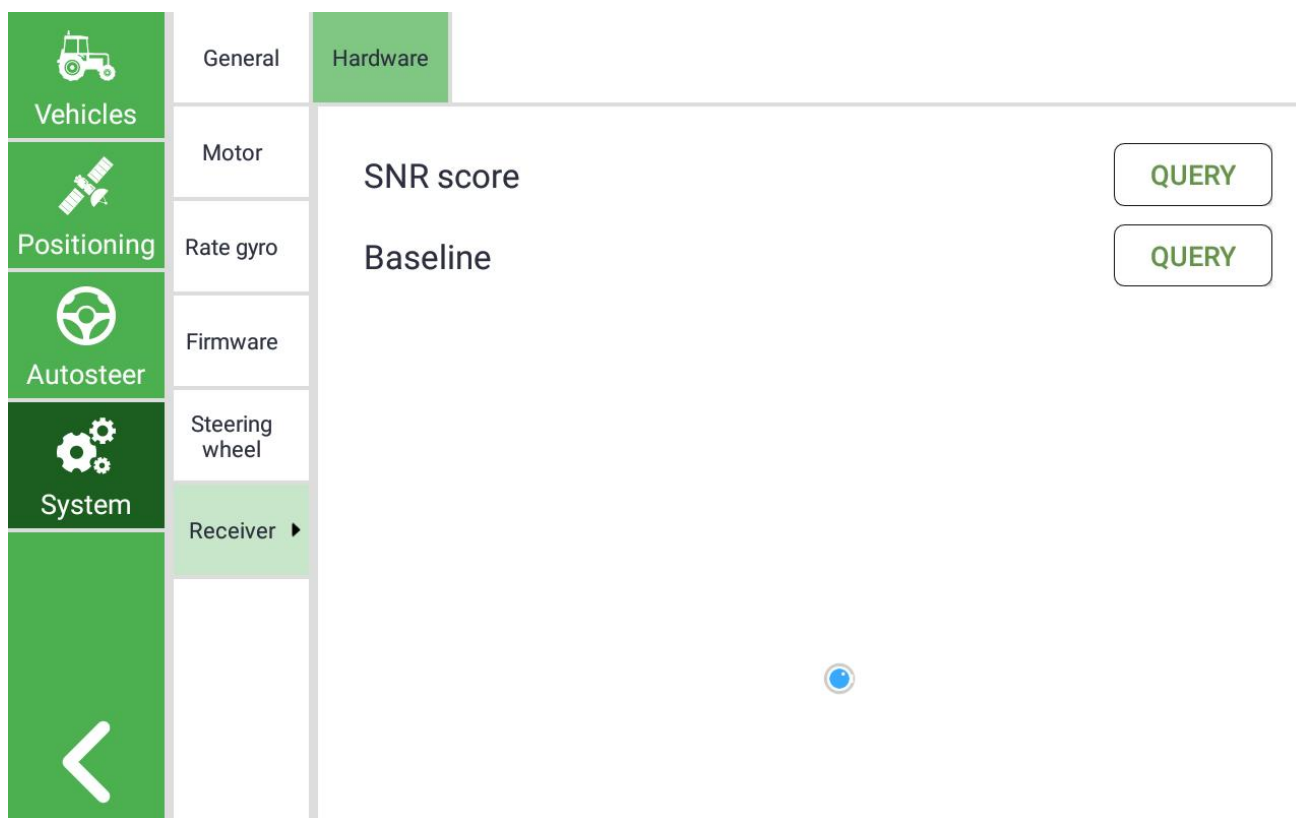 Vehicles
Positioning
Autosteer
System
General
Motor
Rate gyro
Firmware
Steering
wheel
Receiver
Hardware
SNR score
QUERY
Baseline
QUERY